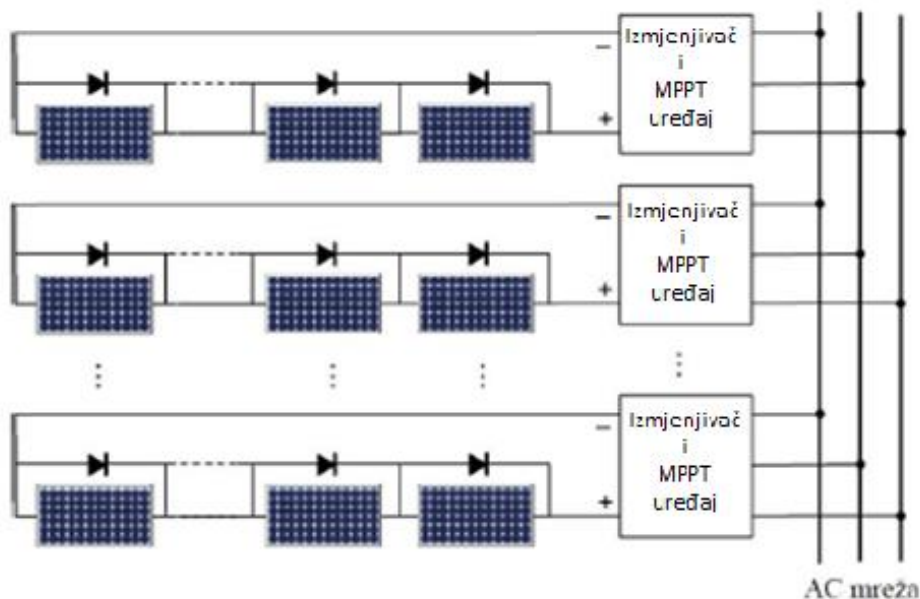 Izmjenjivač
i
MPPT
uređaj
−
+
Izmjenjivač
i
MPPT
uređaj
−
+
Izmjenjivač
i
MPPT
uređaj
−
+
AC mreža